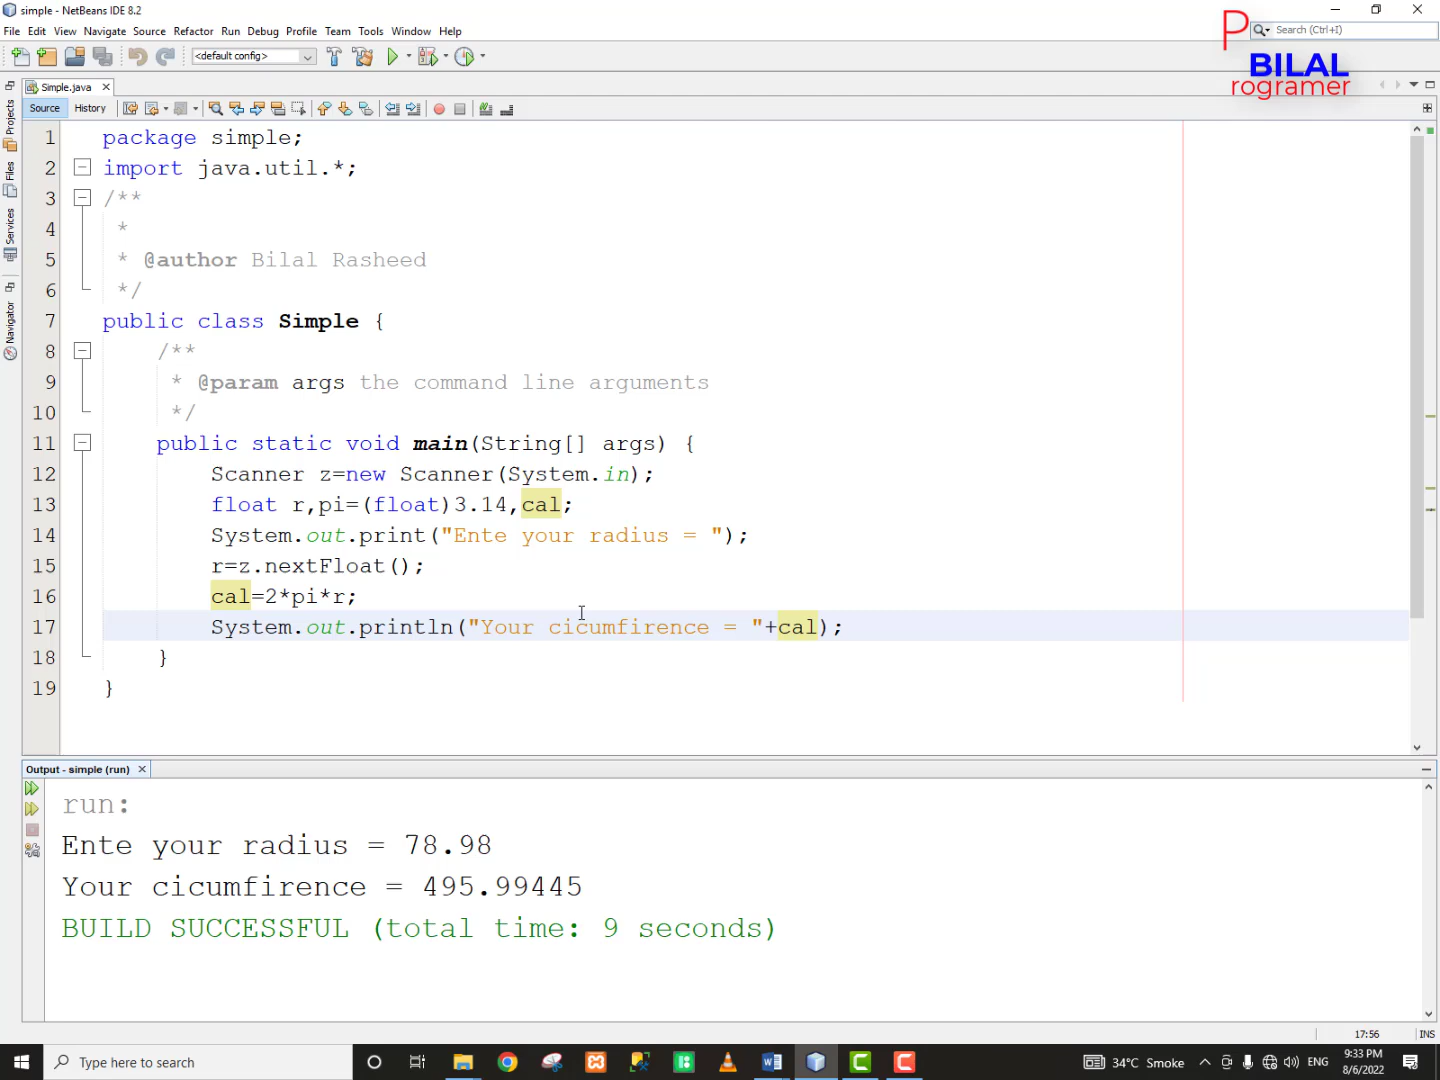 simple - NetBeans IDE 8.2
File Edit View Navigate Source Refactor Run Debug Profile Team Tools Window Help
Search (Ctrl+I)
<default config>
P
BILAL
rogramer
Simple.java
Source History
Projects
Files
Services
Navigator
1 package simple;
2 import java.util.*;
3 /**
4 *
5 * @author Bilal Rasheed
6 */
7 public class Simple {
8 /**
9 * @param args the command line arguments
10 */
11 public static void main(String[] args) {
12 Scanner z=new Scanner(System.in);
13 float r,pi=(float)3.14,cal;
14 System.out.print("Ente your radius = ");
15 r=z.nextFloat();
16 cal=2*pi*r;
17 System.out.println("Your cicumfirence = "+cal);
18 }
19 }
Output - simple (run)
run:
Ente your radius = 78.98
Your cicumfirence = 495.99445
BUILD SUCCESSFUL (total time: 9 seconds)
17:56 INS
Type here to search
34°C Smoke
ENG
9:33 PM
8/6/2022